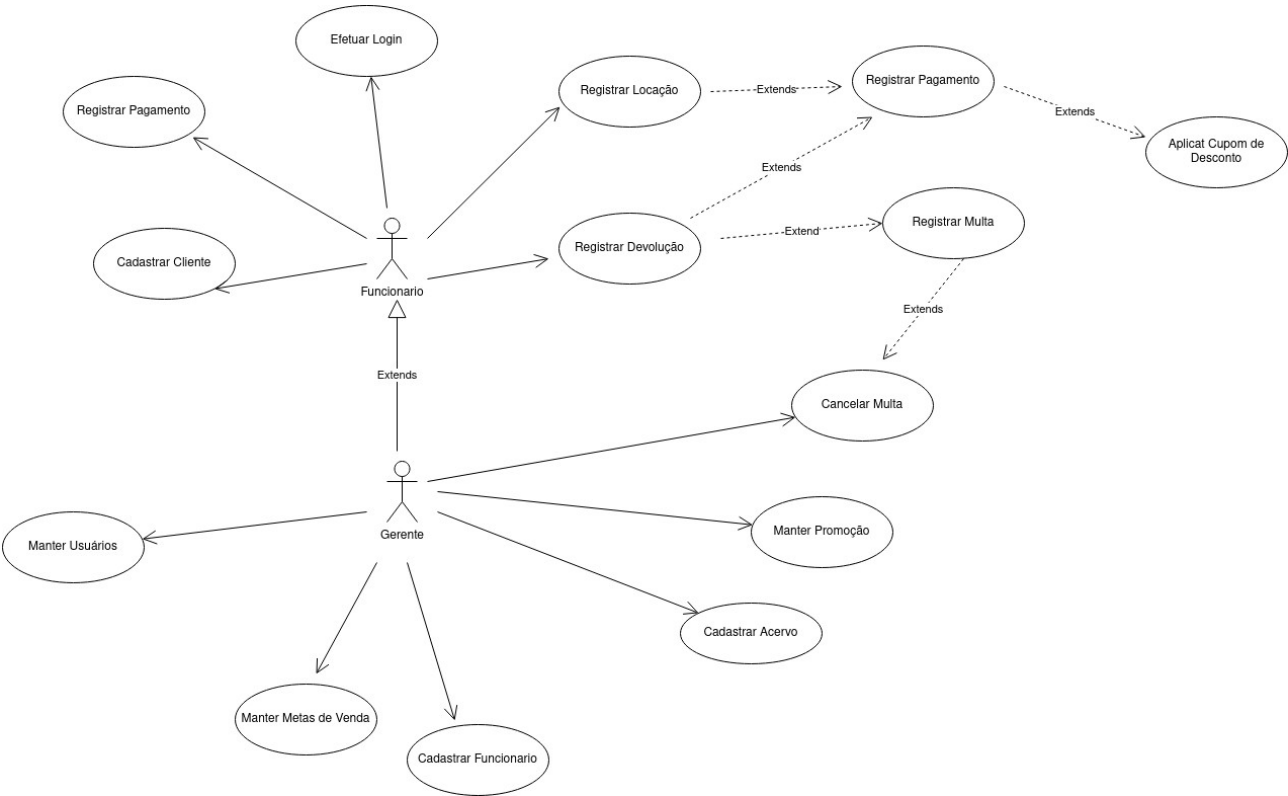 Efetuar Login
Registrar Pagamento
Registrar Locação
Extends
Registrar Pagamento
Extends
Aplicat Cupom de
Desconto
Extends
Cadastrar Cliente
Registrar Devolução
Extend
Registrar Multa
Funcionario
Extends
Extends
Cancelar Multa
Gerente
Manter Usuários
Manter Promoção
Cadastrar Acervo
Manter Metas de Venda
Cadastrar Funcionario